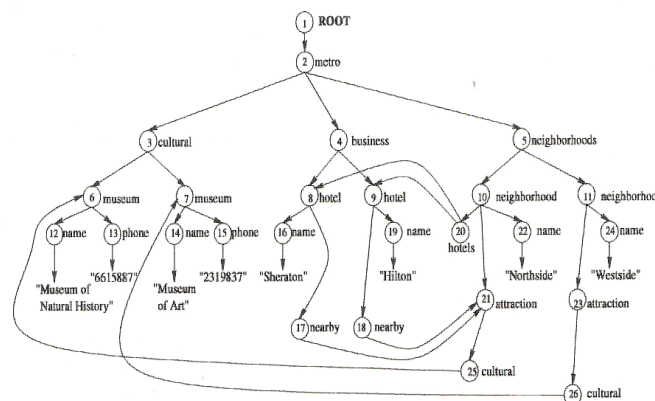 1 ROOT
2 metro
3 cultural
4 business
5 neighborhoods
6 museum
7 museum
8 hotel
9 hotel
10 neighborhood
11 neighborhoo
12 name
13 phone
14 name
15 phone
16 name
19 name
20
hotels
22 name
24 name
"Museum of
Natural History"
"6615887"
"Museum
of Art"
"2319837"
"Sheraton"
"Hilton"
"Northside"
"Westside"
17 nearby
18 nearby
21 attraction
23 attraction
25 cultural
26 cultural